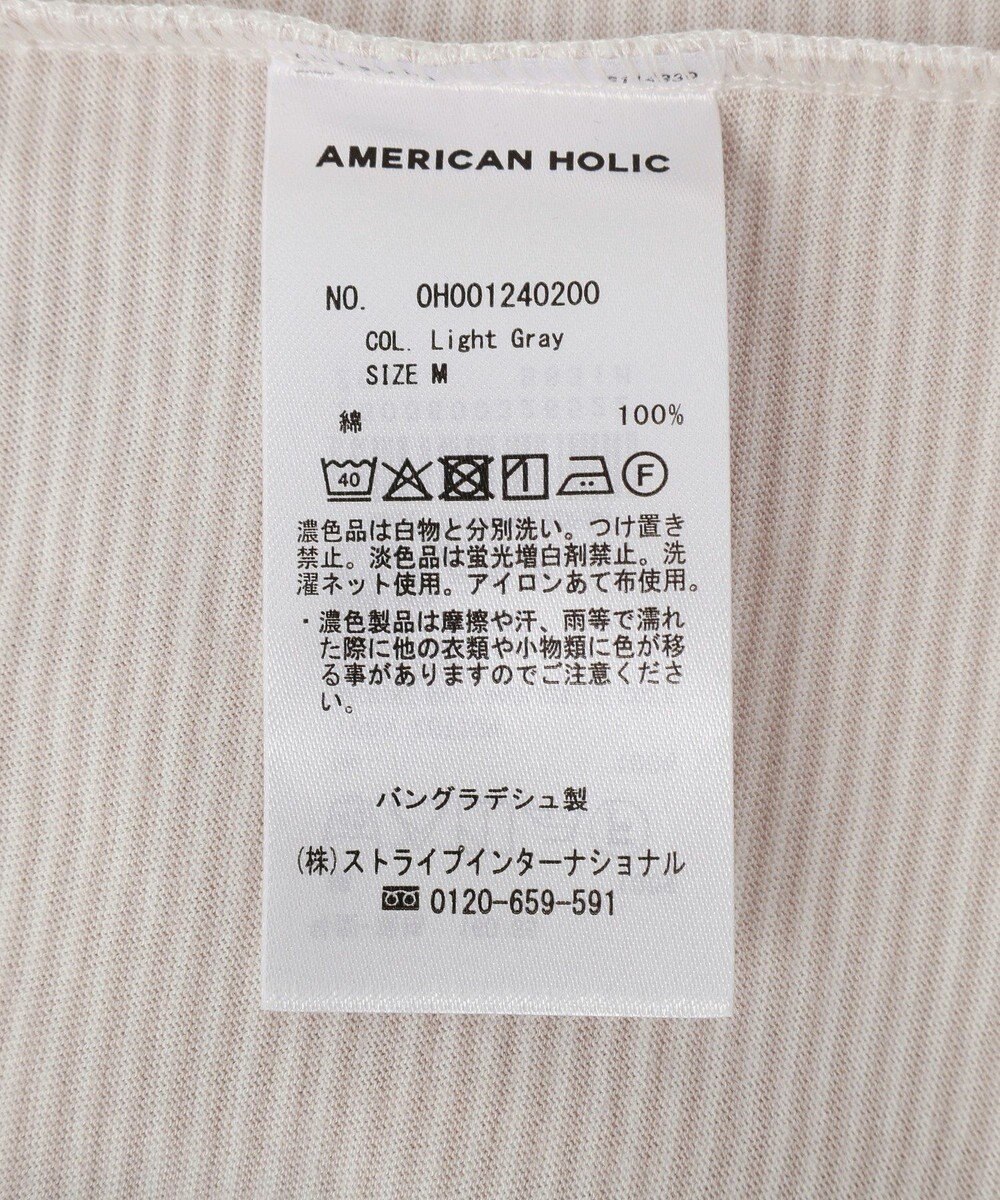 AMERICAN HOLIC
NO. 0H001240200
COL. Light Gray
SIZE M
綿 100%
40 F
濃色品は白物と分別洗い。つけ置き
禁止。淡色品は蛍光増白剤禁止。洗
濯ネット使用。アイロンあて布使用。
・濃色製品は摩擦や汗、雨等で濡れ
た際に他の衣類や小物類に色が移
る事がありますのでご注意くださ
い。
バングラデシュ製
(株)ストライプインターナショナル
0120-659-591